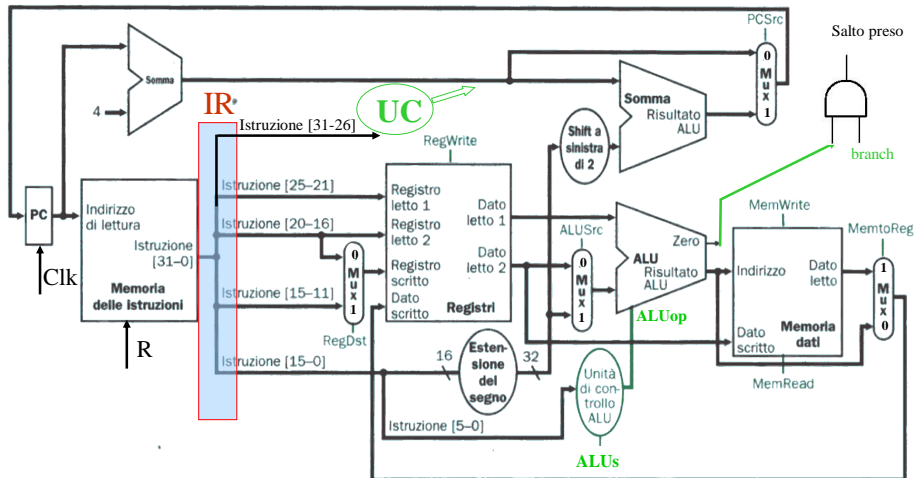 PCSrc
Salto preso
0
Mux
1
Somma
4
Somma
Risultato
ALU
IR
UC
Istruzione [31-26]
Shift a
sinistra
di 2
branch
RegWrite
Istruzione [25–21]
Registro
letto 1
Dato
letto 1
PC
Indirizzo
di lettura
Istruzione
[31–0]
Memoria
delle Istruzioni
Clk
R
Istruzione [20–16]
Registro
letto 2
Registro
scritto
Dato
scritto
Dato
letto 2
Registri
0
Mux
1
RegDst
Istruzione [15–11]
ALUSrc
0
Mux
1
Zero
ALU
Risultato
ALU
ALUop
MemWrite
MemtoReg
Indirizzo
Dato
letto
Dato
scritto
Memoria
dati
MemRead
1
Mux
0
Istruzione [15–0]
16
Esten-
sione
del
segno
32
Unità
di con-
trollo
ALU
Istruzione [5–0]
ALUs